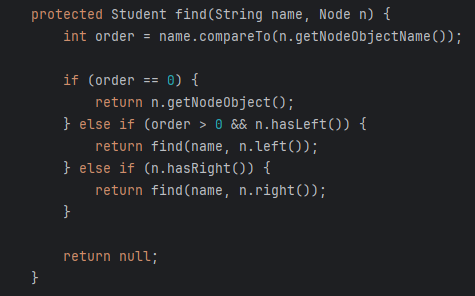 protected Student find(String name, Node n) {
    int order = name.compareTo(n.getNodeObjectName());

    if (order == 0) {
        return n.getNodeObject();
    } else if (order > 0 && n.hasLeft()) {
        return find(name, n.left());
    } else if (n.hasRight()) {
        return find(name, n.right());
    }

    return null;
}